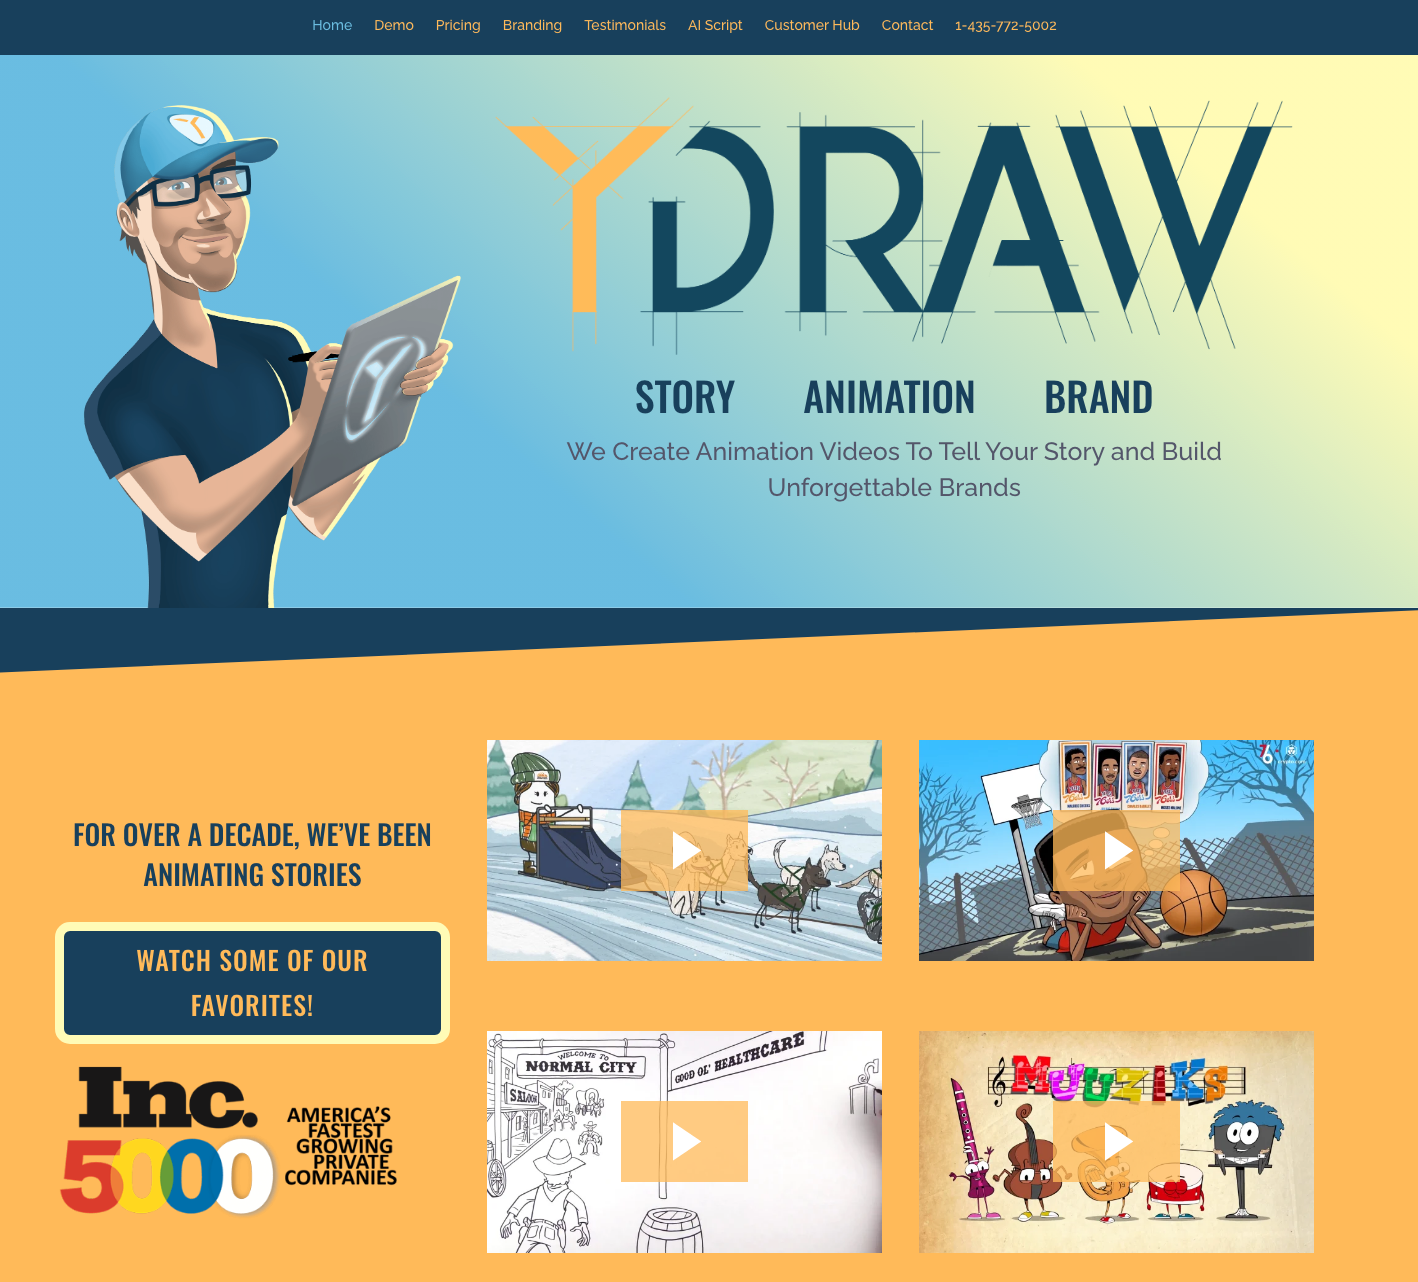 Home Demo Pricing Branding Testimonials AI Script Customer Hub Contact 1-435-772-5002
YDRAW
STORY ANIMATION BRAND
We Create Animation Videos To Tell Your Story and Build
Unforgettable Brands
FOR OVER A DECADE, WE'VE BEEN
ANIMATING STORIES
WATCH SOME OF OUR
FAVORITES!
Inc.
5000
AMERICA'S
FASTEST
GROWING
PRIVATE
COMPANIES
WELCOME TO
NORMAL CITY
SALOON
GOOD OL' HEALTHCARE
MUUZIKS